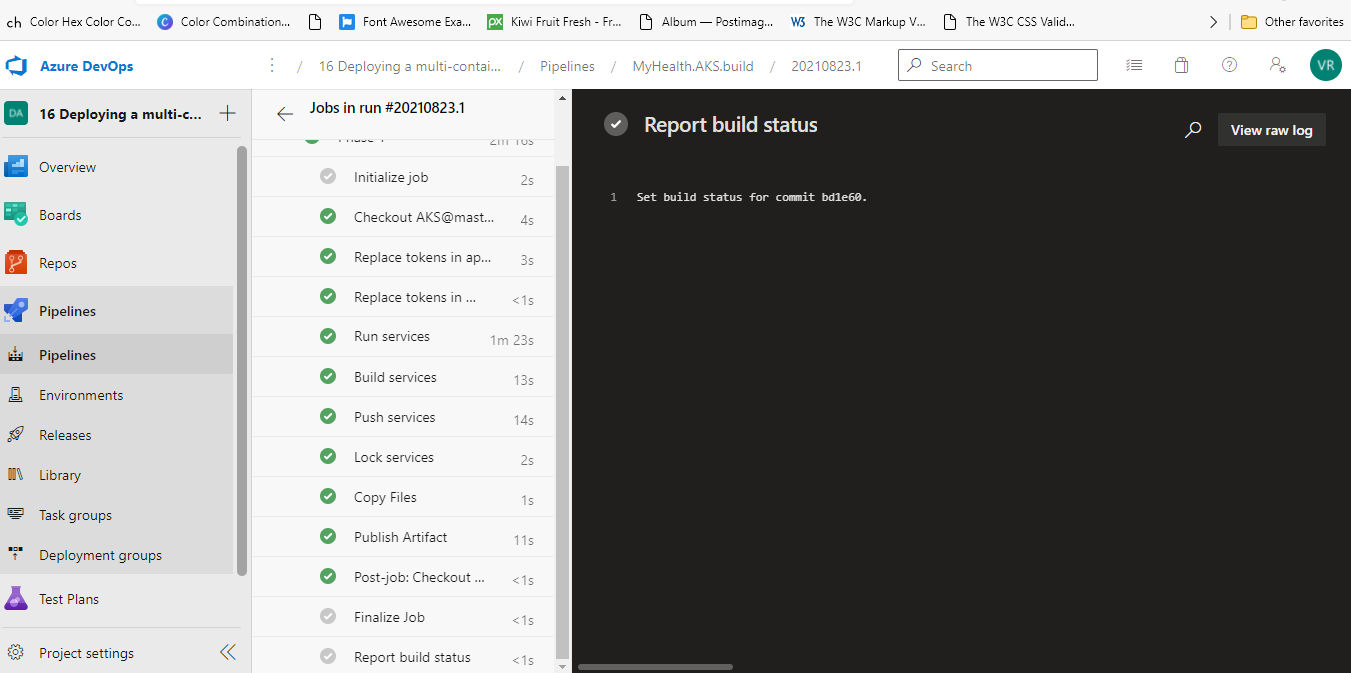 ch Color Hex Color Co... Color Combination... Font Awesome Exa... Kiwi Fruit Fresh - Fr... Album — Postimag... The W3C Markup V... The W3C CSS Valid... Other favorites
Azure DevOps / 16 Deploying a multi-contai... / Pipelines / MyHealth.AKS.build / 20210823.1 Search VR
DA 16 Deploying a multi-c...
Overview
Boards
Repos
Pipelines
Pipelines
Environments
Releases
Library
Task groups
Deployment groups
Test Plans
Project settings
Jobs in run #20210823.1
Phase 1 2m 16s
Initialize job 2s
Checkout AKS@mast... 4s
Replace tokens in ap... 3s
Replace tokens in ... <1s
Run services 1m 23s
Build services 13s
Push services 14s
Lock services 2s
Copy Files 1s
Publish Artifact 11s
Post-job: Checkout ... <1s
Finalize Job <1s
Report build status <1s
Report build status
View raw log
1 Set build status for commit bd1e60.